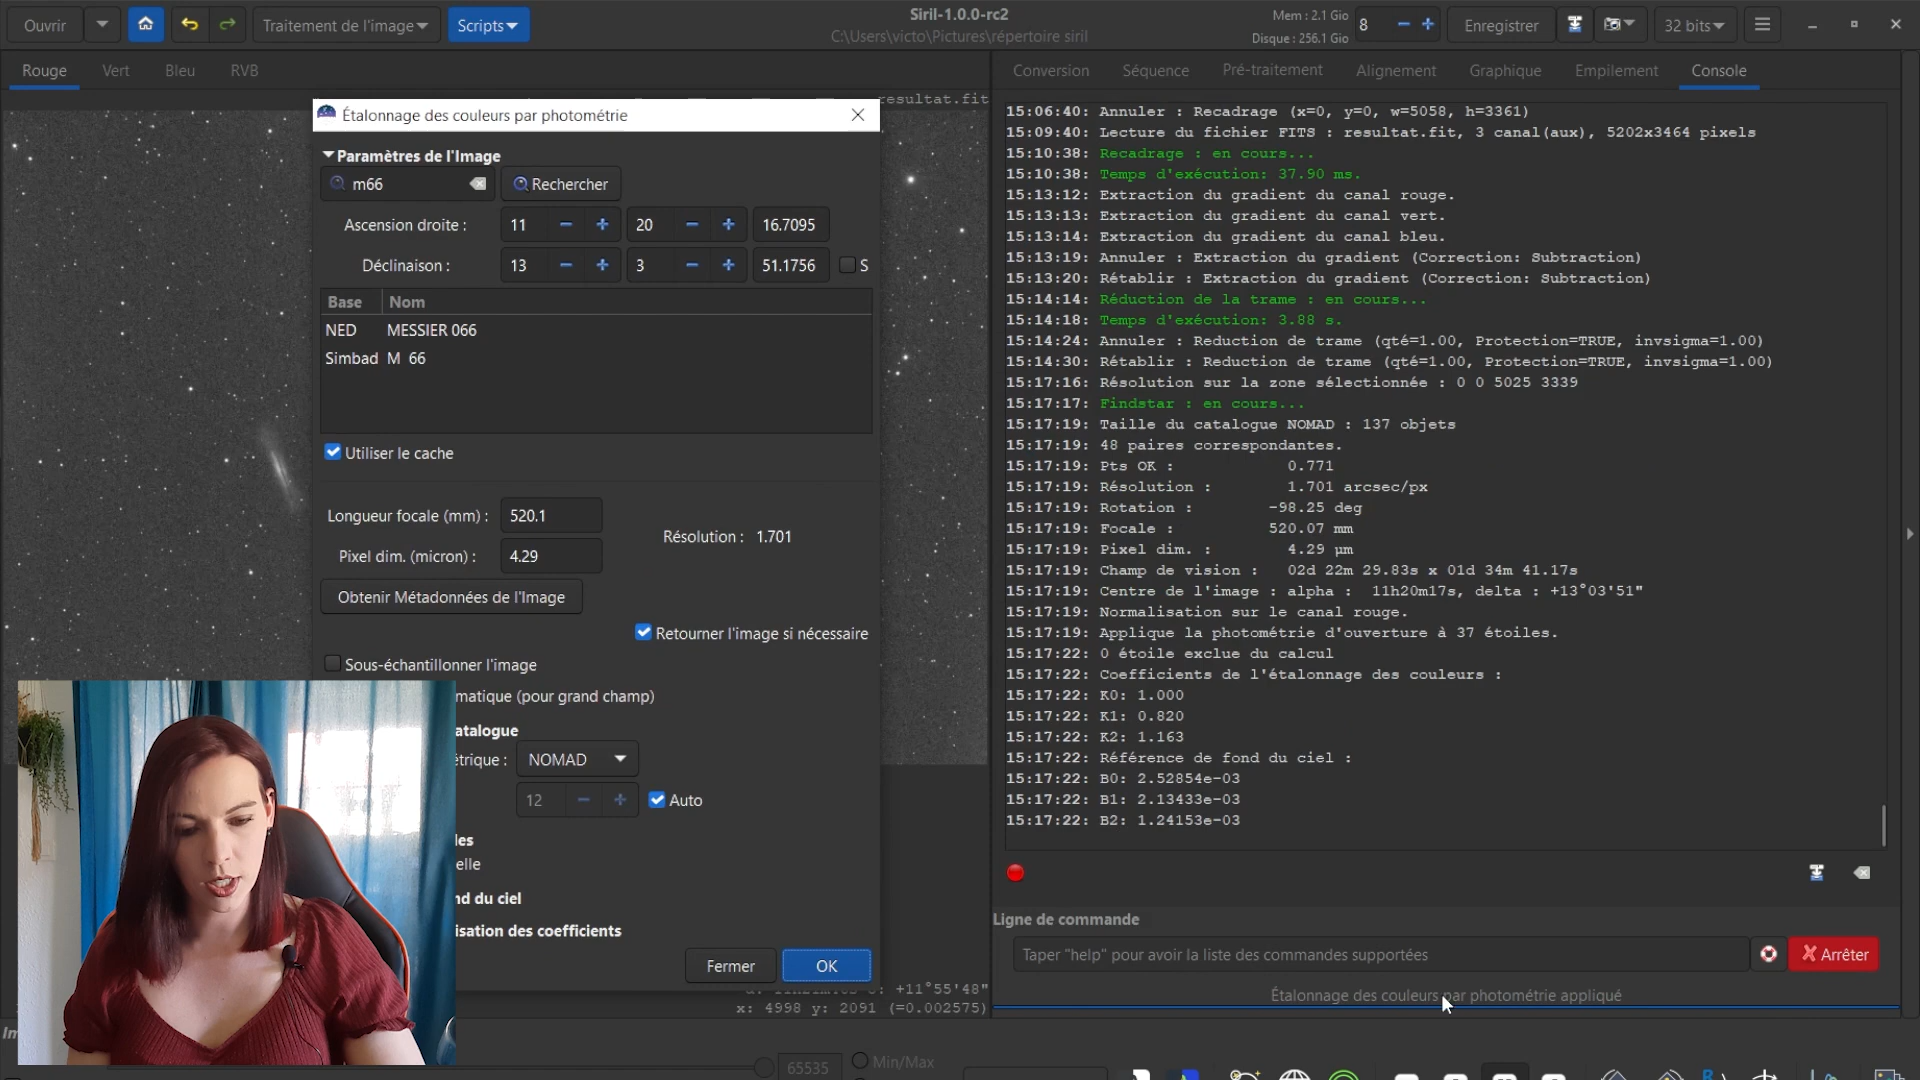 Ouvrir
Traitement de l'image
Scripts
Siril-1.0.0-rc2
C:\Users\victo\Pictures\répertoire siril
Mem : 2.1 Gio
Disque : 256.1 Gio
8
Enregistrer
32 bits
Rouge Vert Bleu RVB
resultat.fit
Étalonnage des couleurs par photométrie
Paramètres de l'Image
m66
Rechercher
Ascension droite : 11 20 16.7095
Déclinaison : 13 3 51.1756 S
Base Nom
NED MESSIER 066
Simbad M 66
Utiliser le cache
Longueur focale (mm) : 520.1
Résolution : 1.701
Pixel dim. (micron) : 4.29
Obtenir Métadonnées de l'Image
Retourner l'image si nécessaire
Sous-échantillonner l'image
matique (pour grand champ)
atalogue
étrique : NOMAD
12 Auto
les
elle
nd du ciel
isation des coefficients
Fermer OK
+11°55'48"
x: 4998 y: 2091 (=0.002575)
65535
Min/Max
Conversion Séquence Pré-traitement Alignement Graphique Empilement Console
15:06:40: Annuler : Recadrage (x=0, y=0, w=5058, h=3361)
15:09:40: Lecture du fichier FITS : resultat.fit, 3 canal(aux), 5202x3464 pixels
15:10:38: Recadrage : en cours...
15:10:38: Temps d'exécution: 37.90 ms.
15:13:12: Extraction du gradient du canal rouge.
15:13:13: Extraction du gradient du canal vert.
15:13:14: Extraction du gradient du canal bleu.
15:13:19: Annuler : Extraction du gradient (Correction: Subtraction)
15:13:20: Rétablir : Extraction du gradient (Correction: Subtraction)
15:14:14: Réduction de la trame : en cours...
15:14:18: Temps d'exécution: 3.88 s.
15:14:24: Annuler : Reduction de trame (qté=1.00, Protection=TRUE, invsigma=1.00)
15:14:30: Rétablir : Reduction de trame (qté=1.00, Protection=TRUE, invsigma=1.00)
15:17:16: Résolution sur la zone sélectionnée : 0 0 5025 3339
15:17:17: Findstar : en cours...
15:17:19: Taille du catalogue NOMAD : 137 objets
15:17:19: 48 paires correspondantes.
15:17:19: Pts OK : 0.771
15:17:19: Résolution : 1.701 arcsec/px
15:17:19: Rotation : -98.25 deg
15:17:19: Focale : 520.07 mm
15:17:19: Pixel dim. : 4.29 µm
15:17:19: Champ de vision : 02d 22m 29.83s x 01d 34m 41.17s
15:17:19: Centre de l'image : alpha : 11h20m17s, delta : +13°03'51"
15:17:19: Normalisation sur le canal rouge.
15:17:19: Applique la photométrie d'ouverture à 37 étoiles.
15:17:22: 0 étoile exclue du calcul
15:17:22: Coefficients de l'étalonnage des couleurs :
15:17:22: K0: 1.000
15:17:22: K1: 0.820
15:17:22: K2: 1.163
15:17:22: Référence de fond du ciel :
15:17:22: B0: 2.52854e-03
15:17:22: B1: 2.13433e-03
15:17:22: B2: 1.24153e-03
Ligne de commande
Taper "help" pour avoir la liste des commandes supportées
Arrêter
Étalonnage des couleurs par photométrie appliqué